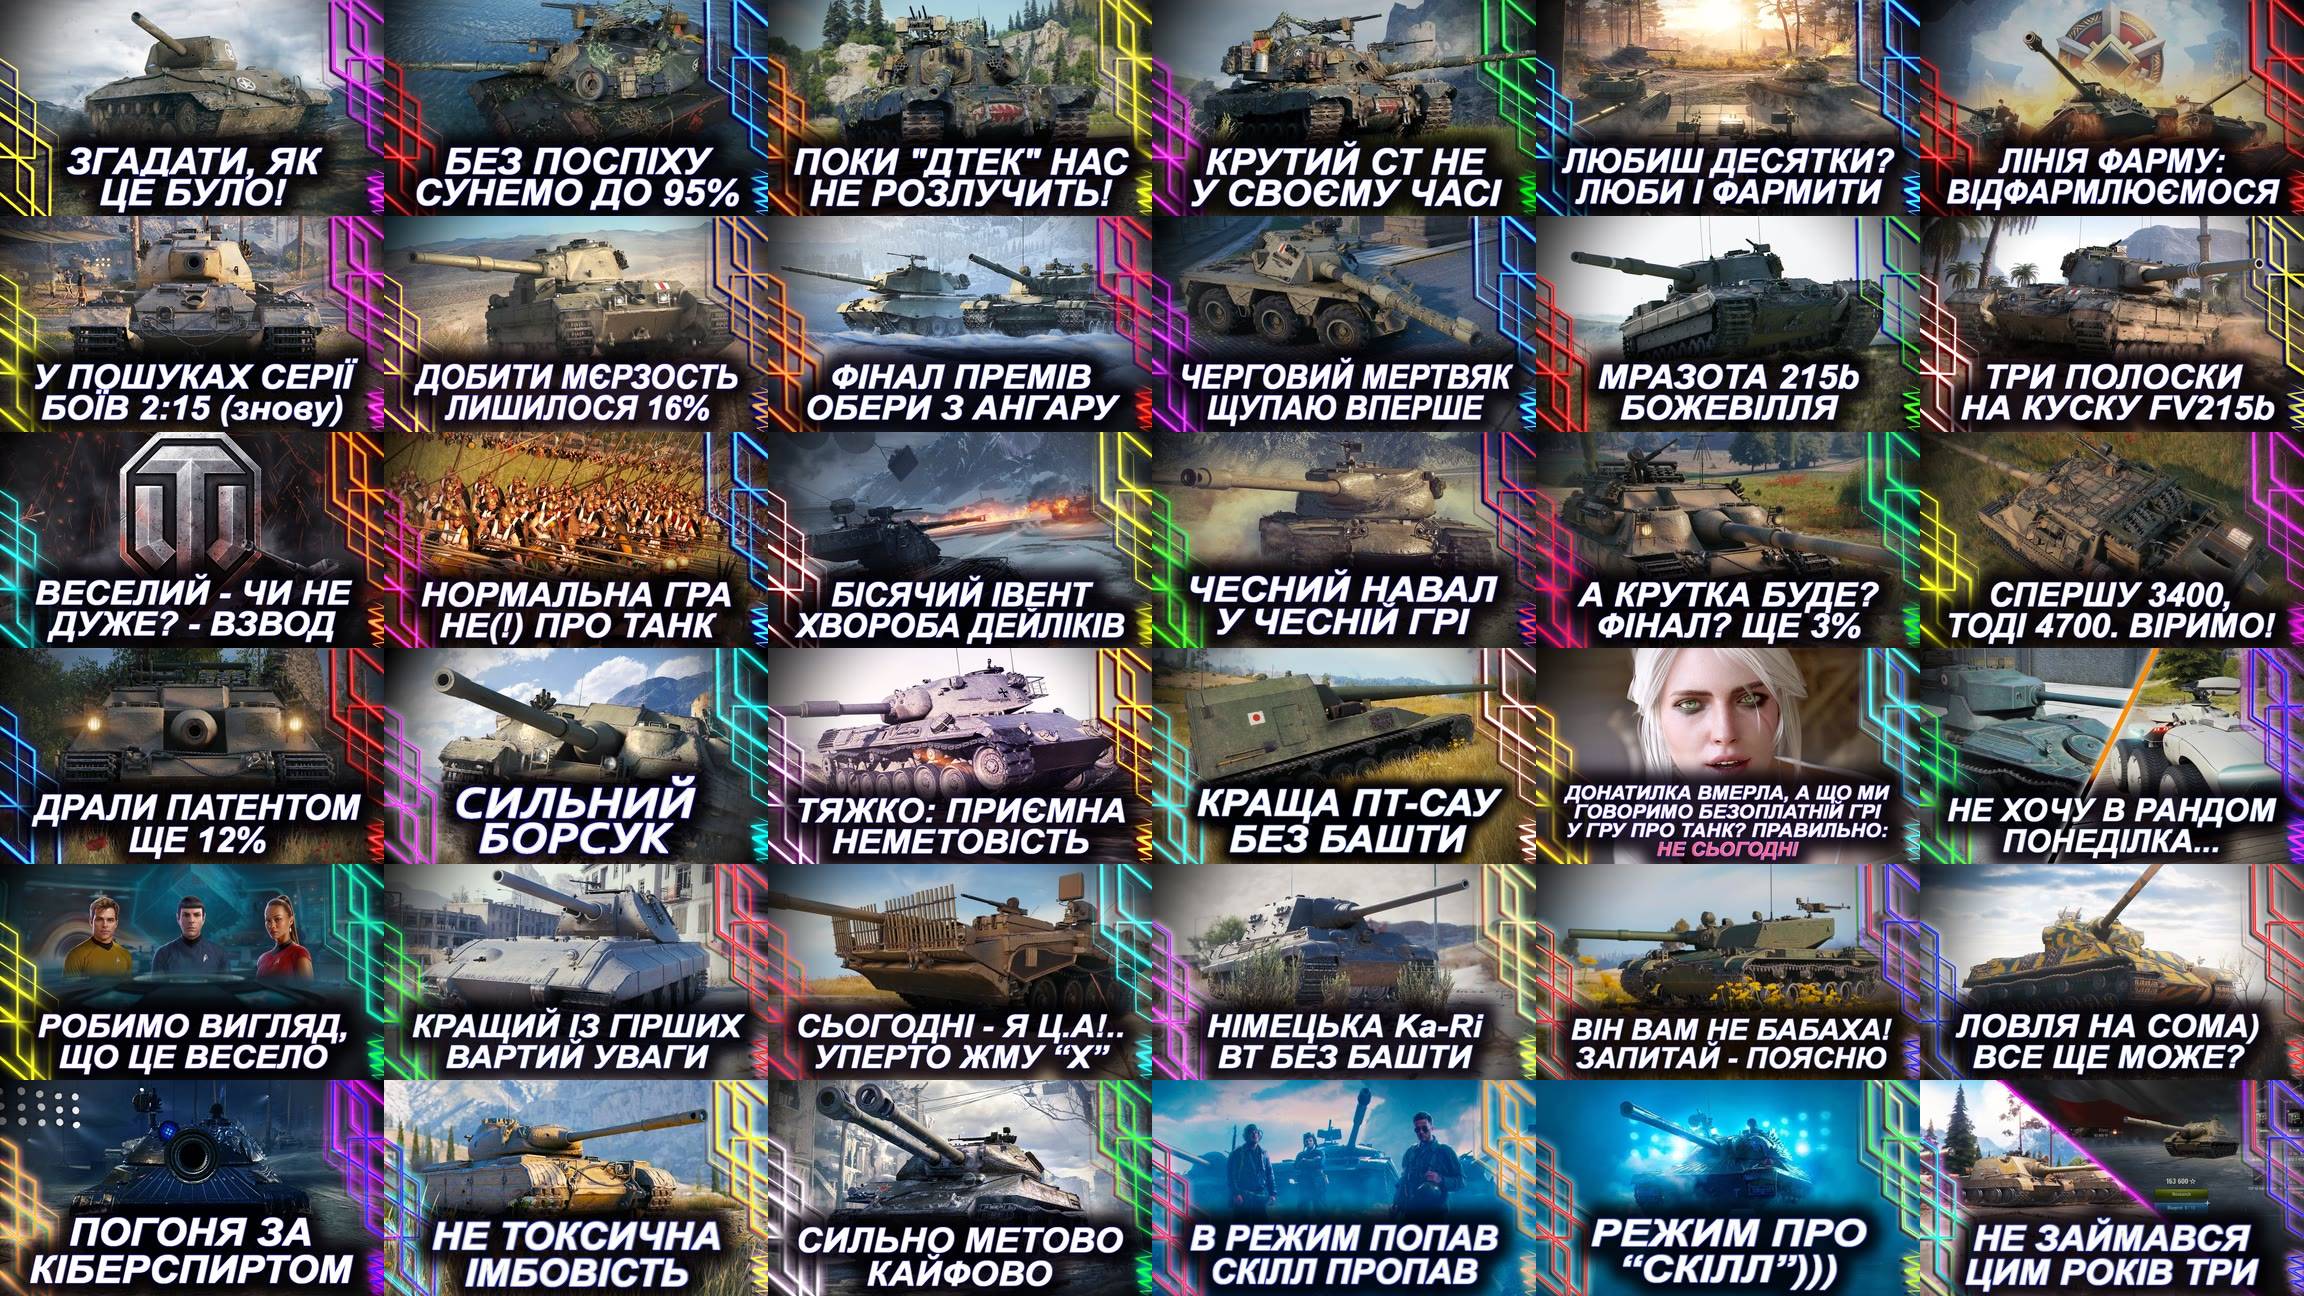 ЗГАДАТИ, ЯК
ЦЕ БУЛО!
БЕЗ ПОСПІХУ
СУНЕМО ДО 95%
ПОКИ "ДТЕК" НАС
НЕ РОЗЛУЧИТЬ!
КРУТИЙ СТ НЕ
У СВОЄМУ ЧАСІ
ЛЮБИШ ДЕСЯТКИ?
ЛЮБИ І ФАРМИТИ
ЛІНІЯ ФАРМУ:
ВІДФАРМЛЮЄМОСЯ
У ПОШУКАХ СЕРІЇ
БОЇВ 2:15 (знову)
ДОБИТИ МЄРЗОСТЬ
ЛИШИЛОСЯ 16%
ФІНАЛ ПРЕМІВ
ОБЕРИ З АНГАРУ
ЧЕРГОВИЙ МЕРТВЯК
ЩУПАЮ ВПЕРШЕ
МРАЗОТА 215b
БОЖЕВІЛЛЯ
ТРИ ПОЛОСКИ
НА КУСКУ FV215b
ВЕСЕЛИЙ - ЧИ НЕ
ДУЖЕ? - ВЗВОД
НОРМАЛЬНА ГРА
НЕ(!) ПРО ТАНК
БІСЯЧИЙ ІВЕНТ
ХВОРОБА ДЕЙЛІКІВ
ЧЕСНИЙ НАВАЛ
У ЧЕСНІЙ ГРІ
А КРУТКА БУДЕ?
ФІНАЛ? ЩЕ 3%
СПЕРШУ 3400,
ТОДІ 4700. ВІРИМО!
ДРАЛИ ПАТЕНТОМ
ЩЕ 12%
СИЛЬНИЙ
БОРСУК
ТЯЖКО: ПРИЄМНА
НЕМЕТОВІСТЬ
КРАЩА ПТ-САУ
БЕЗ БАШТИ
ДОНАТИЛКА ВМЕРЛА, А ЩО МИ
ГОВОРИМО БЕЗОПЛАТНІЙ ГРІ
У ГРУ ПРО ТАНК? ПРАВИЛЬНО:
НЕ СЬОГОДНІ
НЕ ХОЧУ В РАНДОМ
ПОНЕДІЛКА...
РОБИМО ВИГЛЯД,
ЩО ЦЕ ВЕСЕЛО
КРАЩИЙ ІЗ ГІРШИХ
ВАРТИЙ УВАГИ
СЬОГОДНІ - Я Ц.А!..
УПЕРТО ЖМУ “Х”
НІМЕЦЬКА Ka-Ri
ВТ БЕЗ БАШТИ
ВІН ВАМ НЕ БАБАХА!
ЗАПИТАЙ - ПОЯСНЮ
ЛОВЛЯ НА СОМА)
ВСЕ ЩЕ МОЖЕ?
ПОГОНЯ ЗА
КІБЕРСПИРТОМ
НЕ ТОКСИЧНА
ІМБОВІСТЬ
СИЛЬНО МЕТОВО
КАЙФОВО
В РЕЖИМ ПОПАВ
СКІЛЛ ПРОПАВ
РЕЖИМ ПРО
“СКІЛЛ”)))
163 600
Research
НЕ ЗАЙМАВСЯ
ЦИМ РОКІВ ТРИ